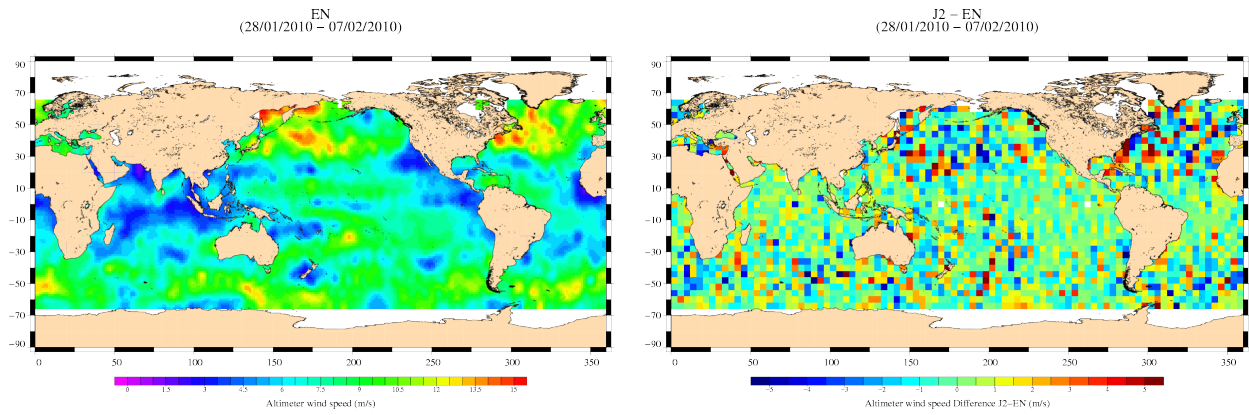 EN
(28/01/2010 – 07/02/2010)
90
70
50
30
10
−10
−30
−50
−70
−90
0 50 100 150 200 250 300 350
0 1.5 3 4.5 6 7.5 9 10.5 12 13.5 15
Altimeter wind speed (m/s)
J2 – EN
(28/01/2010 – 07/02/2010)
90
70
50
30
10
−10
−30
−50
−70
−90
0 50 100 150 200 250 300 350
−5 −4 −3 −2 −1 0 1 2 3 4 5
Altimeter wind speed Difference J2–EN (m/s)